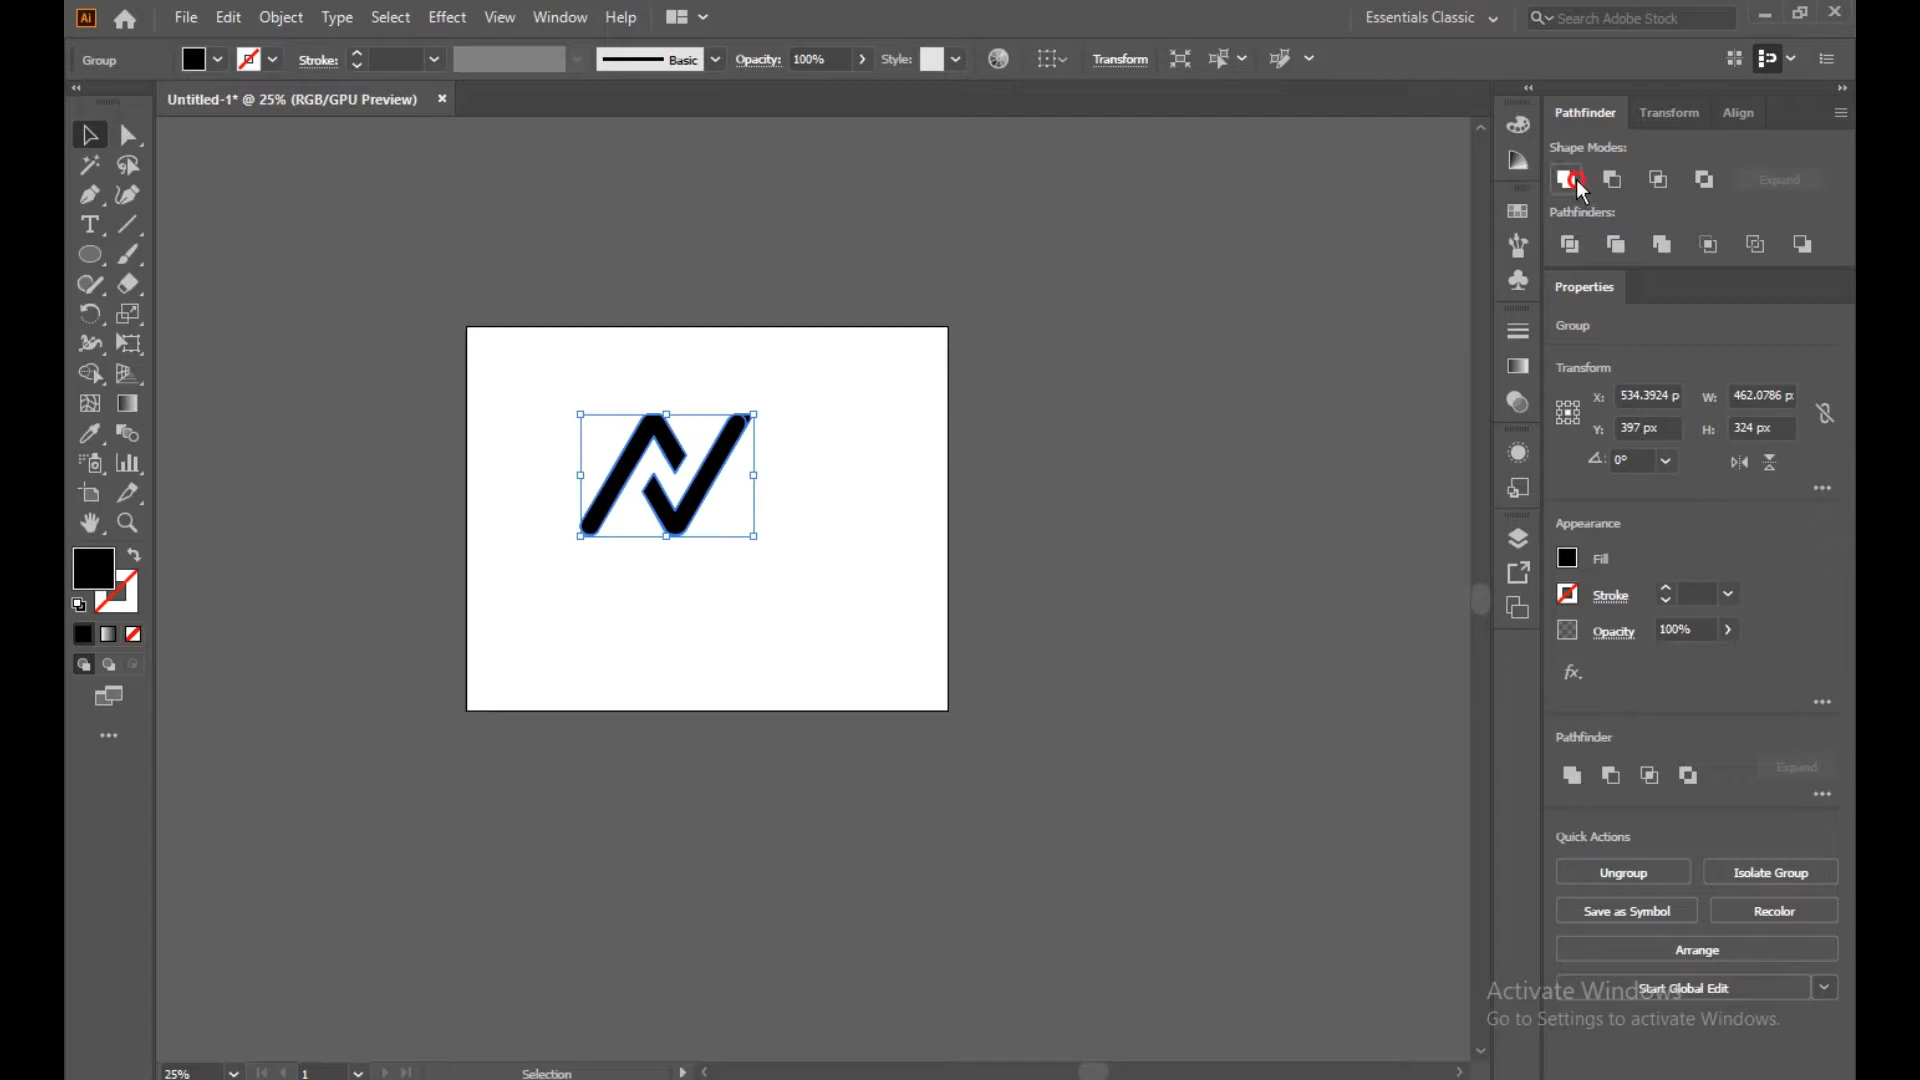 Ai File Edit Object Type Select Effect View Window Help Essentials Classic Search Adobe Stock
Group Stroke: Basic Opacity: 100% Style: Transform
Untitled-1* @ 25% (RGB/GPU Preview)
Pathfinder Transform Align
Shape Modes:
Expand
Pathfinders:
Properties
Group
Transform
X: 534.3924 p W: 462.0786 p
Y: 397 px H: 324 px
0°
Appearance
Fill
Stroke
Opacity 100%
fx.
Pathfinder
Expand
Quick Actions
Ungroup Isolate Group
Save as Symbol Recolor
Arrange
Start Global Edit
Activate Windows
Go to Settings to activate Windows.
25% 1 Selection